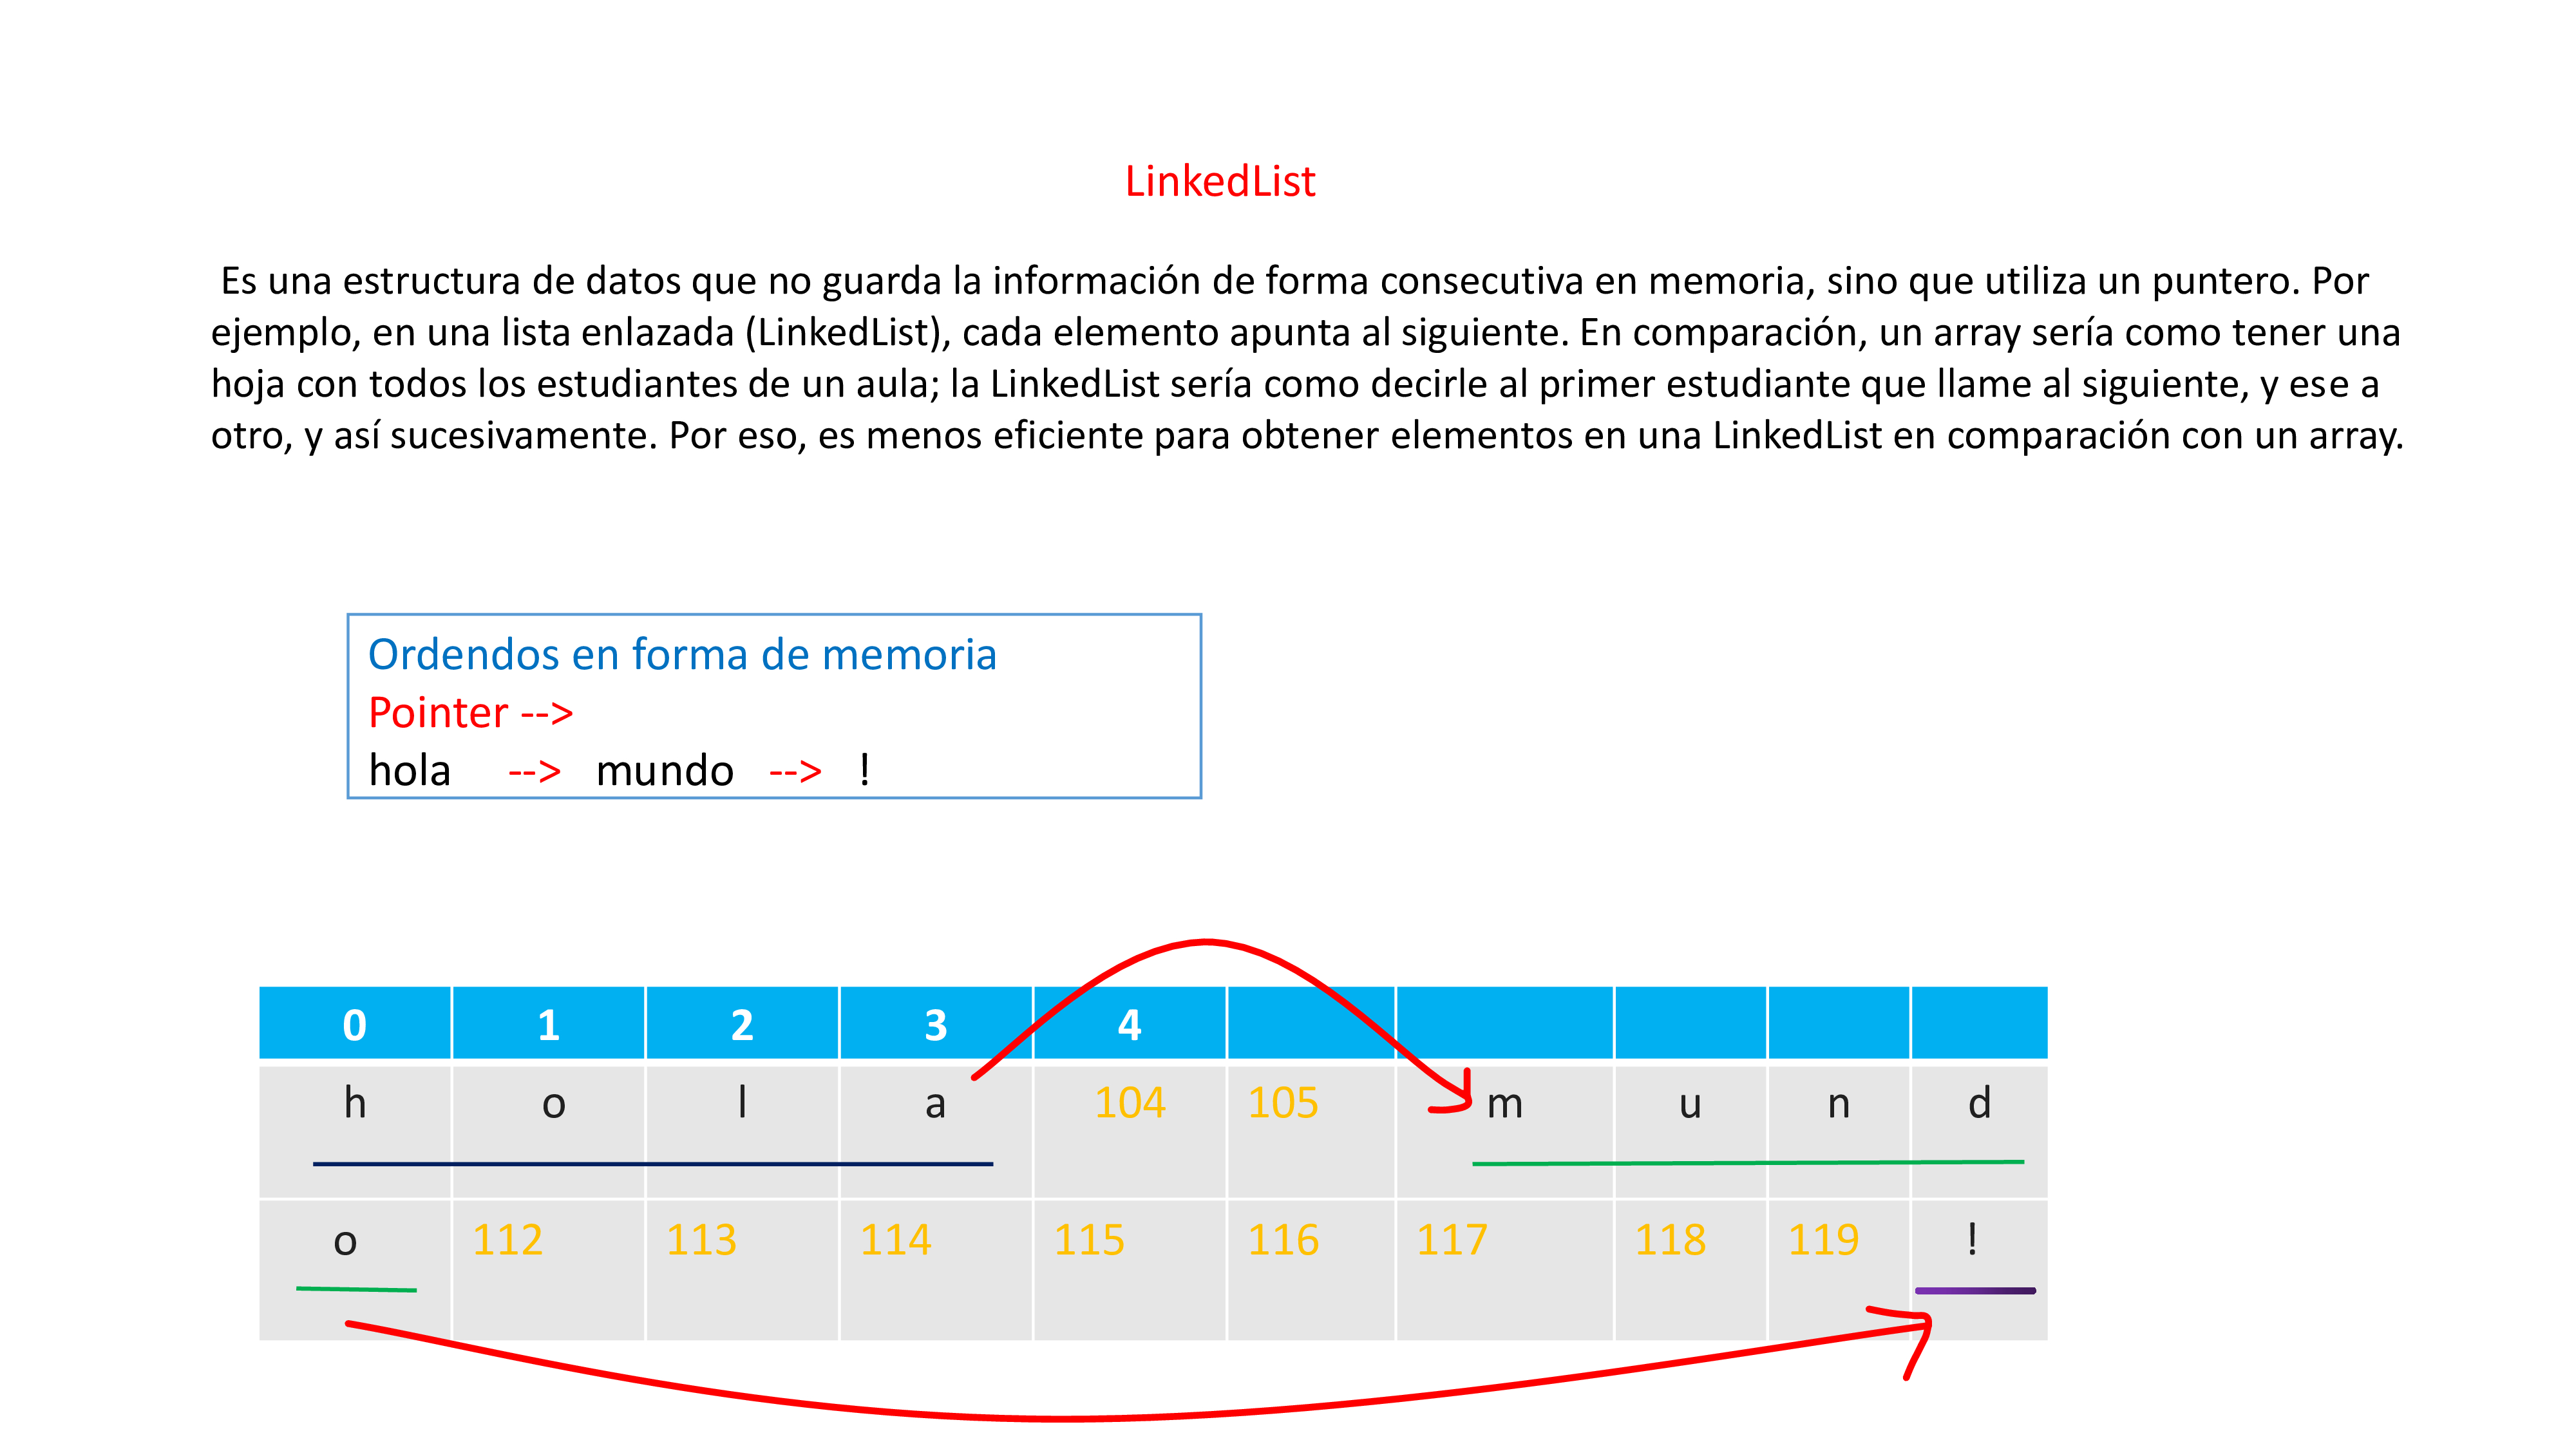 LinkedList
Es una estructura de datos que no guarda la información de forma consecutiva en memoria, sino que utiliza un puntero. Por
ejemplo, en una lista enlazada (LinkedList), cada elemento apunta al siguiente. En comparación, un array sería como tener una
hoja con todos los estudiantes de un aula; la LinkedList sería como decirle al primer estudiante que llame al siguiente, y ese a
otro, y así sucesivamente. Por eso, es menos eficiente para obtener elementos en una LinkedList en comparación con un array.
Ordendos en forma de memoria
Pointer -->
hola --> mundo --> !
0 1 2 3 4
h o l a 104 105 m u n d
o 112 113 114 115 116 117 118 119 !